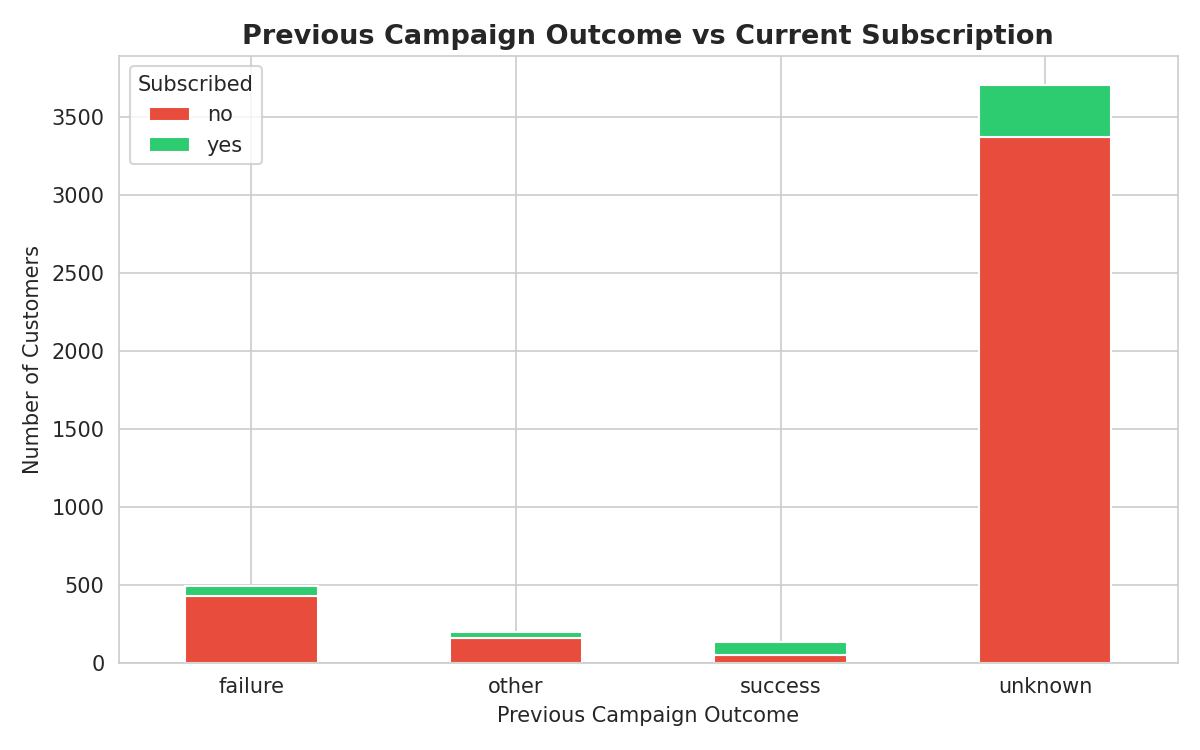 Previous Campaign Outcome vs Current Subscription
Subscribed
no
yes
Number of Customers
3500
3000
2500
2000
1500
1000
500
0
failure other success unknown
Previous Campaign Outcome